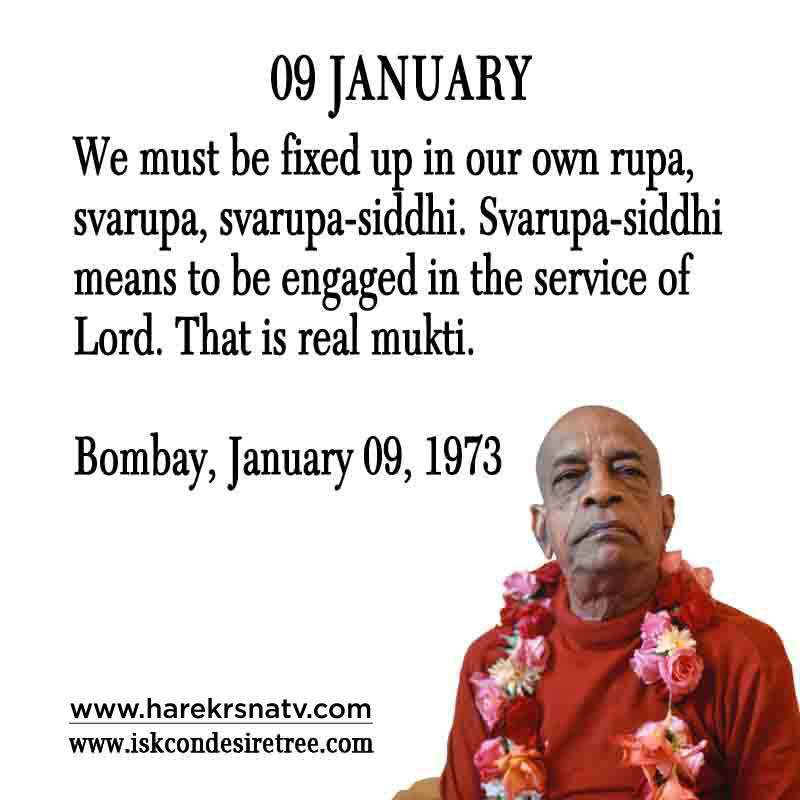 09 JANUARY
We must be fixed up in our own rupa,
svarupa, svarupa-siddhi. Svarupa-siddhi
means to be engaged in the service of
Lord. That is real mukti.
Bombay, January 09, 1973
www.harekrsnatv.com
www.iskcondesiretree.com